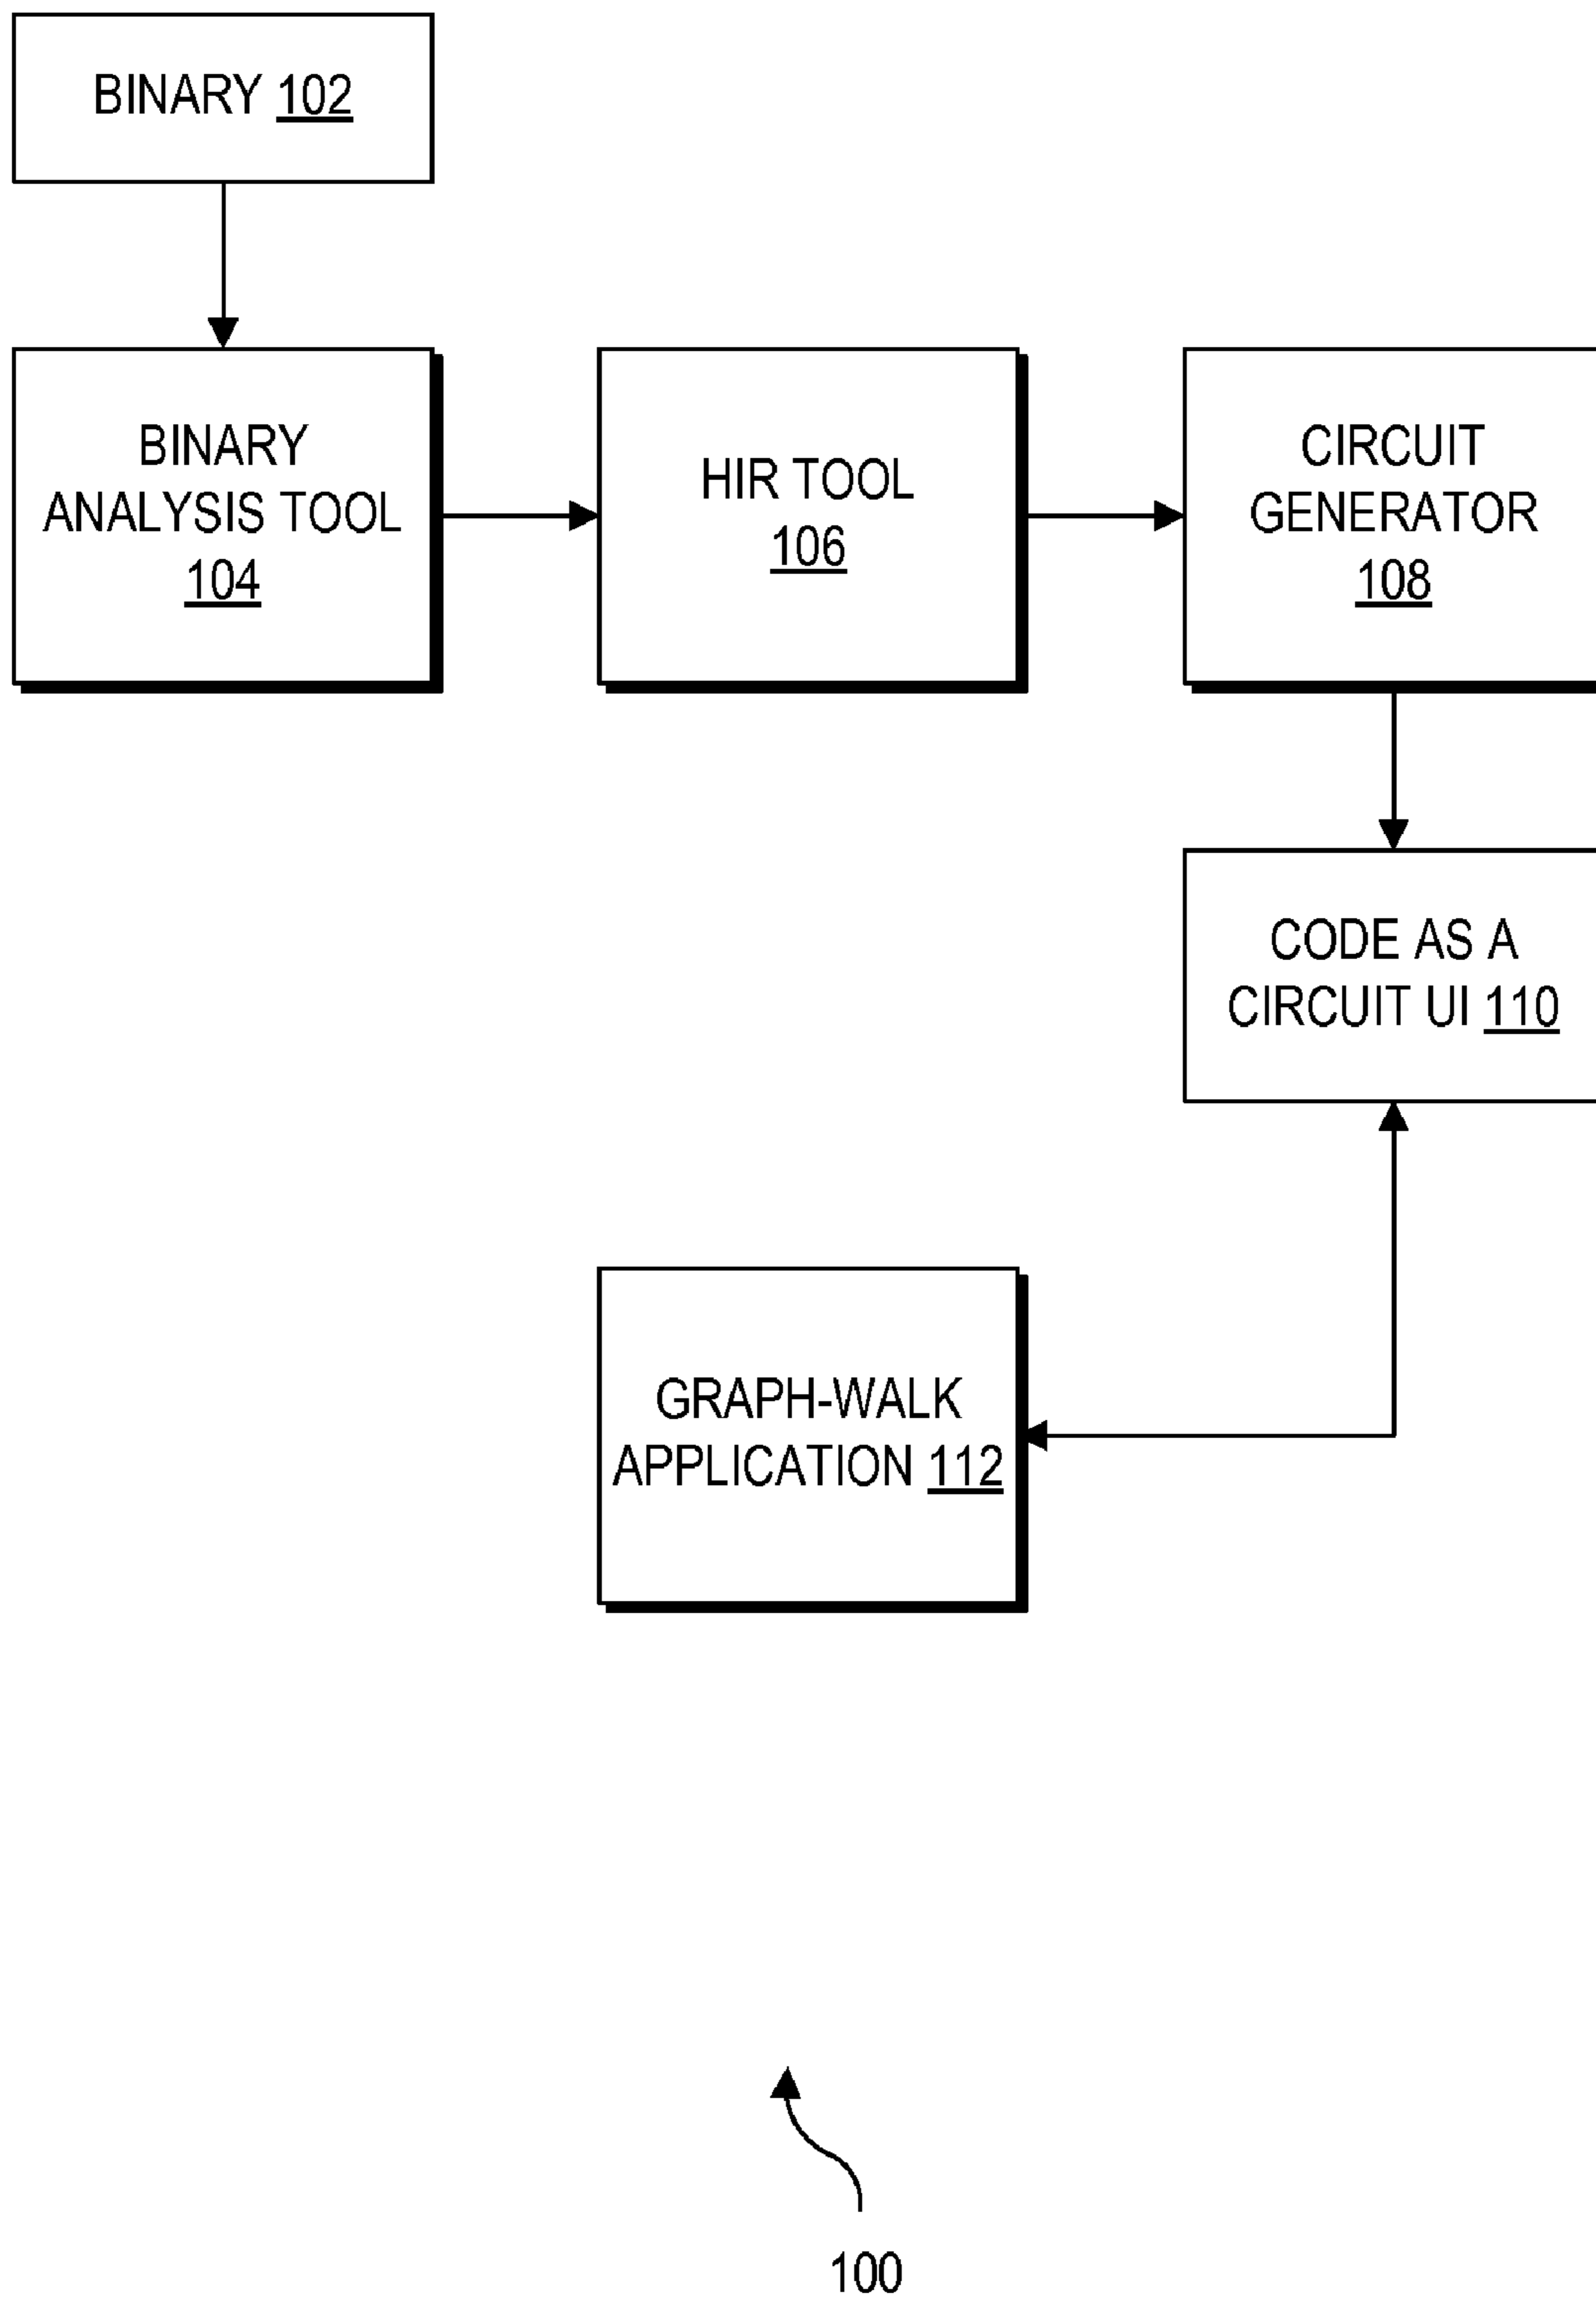 BINARY 102
BINARY
ANALYSIS TOOL
104
HIR TOOL
106
CIRCUIT
GENERATOR
108
CODE AS A
CIRCUIT UI 110
GRAPH-WALK
APPLICATION 112
100